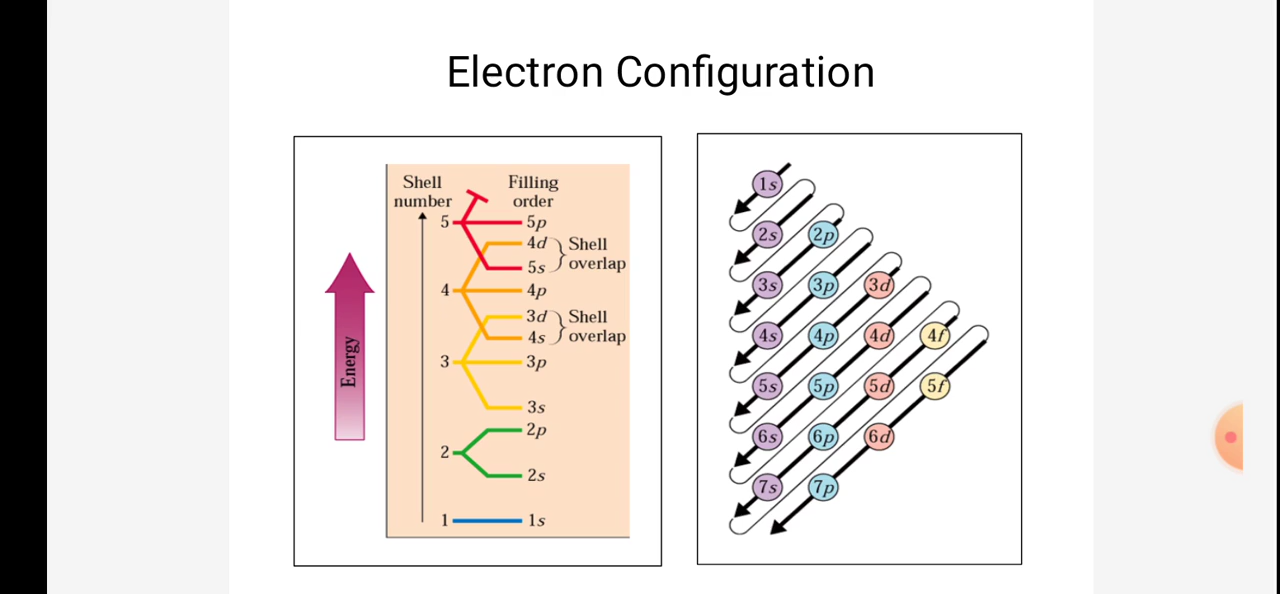 Electron Configuration
Shell number
Filling order
Energy
5
5p
4d
Shell overlap
5s
4
4p
3d
Shell overlap
4s
3
3p
3s
2p
2
2s
1
1s
1s
2s 2p
3s 3p 3d
4s 4p 4d 4f
5s 5p 5d 5f
6s 6p 6d
7s 7p